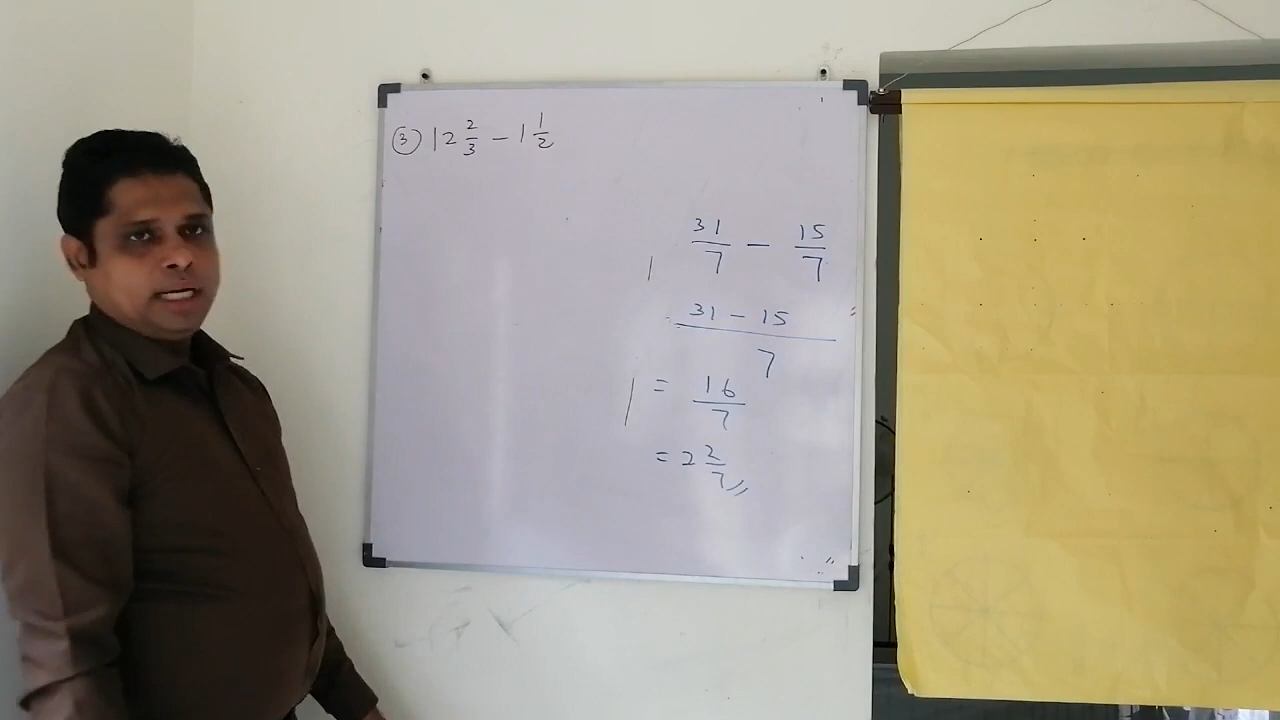 ③ 12 2/3 - 1 1/2
31/7 - 15/7
31 - 15 / 7
= 16/7
= 2 2/7